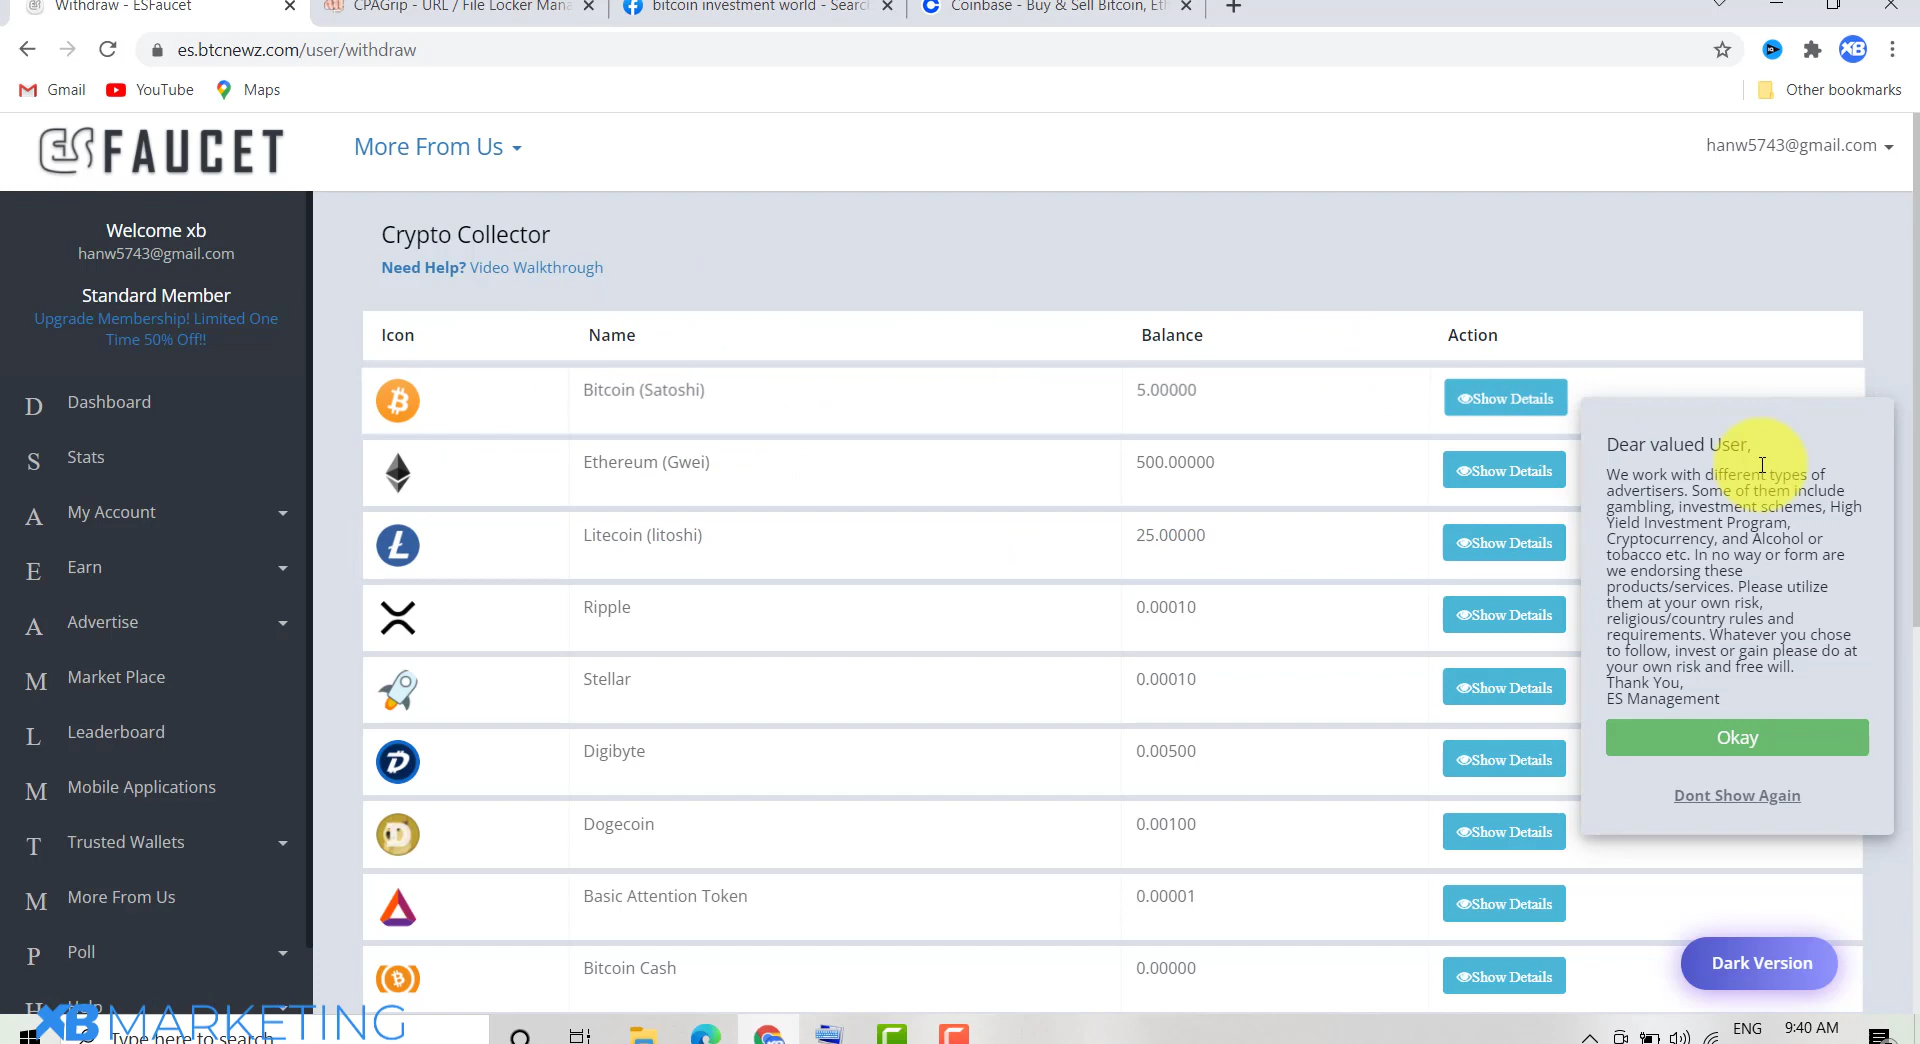 Withdraw - ESFaucet
CPAGrip - URL / File Locker Mana
bitcoin investment world - Searc
Coinbase - Buy & Sell Bitcoin, Eth
es.btcnewz.com/user/withdraw
XB
Gmail
YouTube
Maps
Other bookmarks
ES FAUCET
More From Us
hanw5743@gmail.com
Welcome xb
hanw5743@gmail.com
Standard Member
Upgrade Membership! Limited One
Time 50% Off!!
D Dashboard
S Stats
A My Account
E Earn
A Advertise
M Market Place
L Leaderboard
M Mobile Applications
T Trusted Wallets
M More From Us
P Poll
H Help
Crypto Collector
Need Help? Video Walkthrough
Icon Name Balance Action
Bitcoin (Satoshi) 5.00000 Show Details
Ethereum (Gwei) 500.00000 Show Details
Litecoin (litoshi) 25.00000 Show Details
Ripple 0.00010 Show Details
Stellar 0.00010 Show Details
Digibyte 0.00500 Show Details
Dogecoin 0.00100 Show Details
Basic Attention Token 0.00001 Show Details
Bitcoin Cash 0.00000 Show Details
Dear valued User,
We work with different types of
advertisers. Some of them include
gambling, investment schemes, High
Yield Investment Program,
Cryptocurrency, and Alcohol or
tobacco etc. In no way or form are
we endorsing these
products/services. Please utilize
them at your own risk,
religious/country rules and
requirements. Whatever you chose
to follow, invest or gain please do at
your own risk and free will.
Thank You,
ES Management
Okay
Dont Show Again
Dark Version
XB MARKETING
Type here to search
ENG
9:40 AM